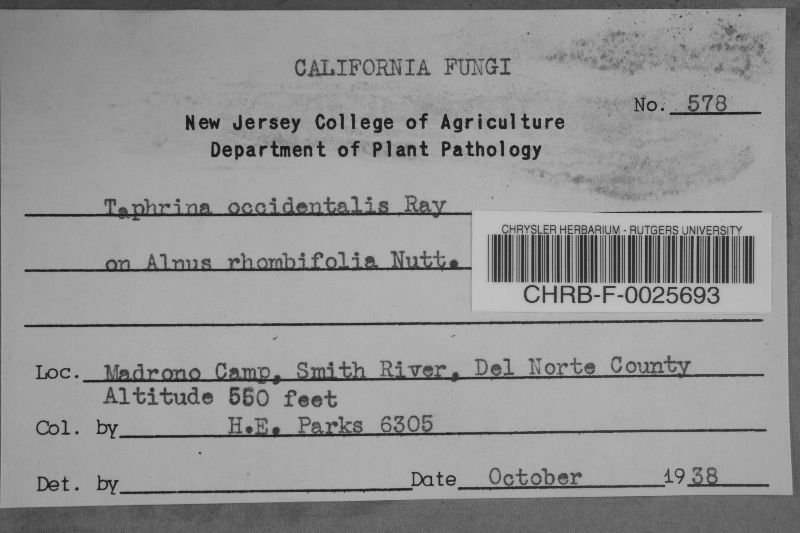 CALIFORNIA FUNGI
No. 578
New Jersey College of Agriculture
Department of Plant Pathology
Taphrina occidentalis Ray
on Alnus rhombifolia Nutt.
CHRYSLER HERBARIUM - RUTGERS UNIVERSITY
CHRB-F-0025693
Loc. Madrono Camp, Smith River, Del Norte County
Altitude 550 feet
Col. by H.E. Parks 6305
Det. by Date October 1938